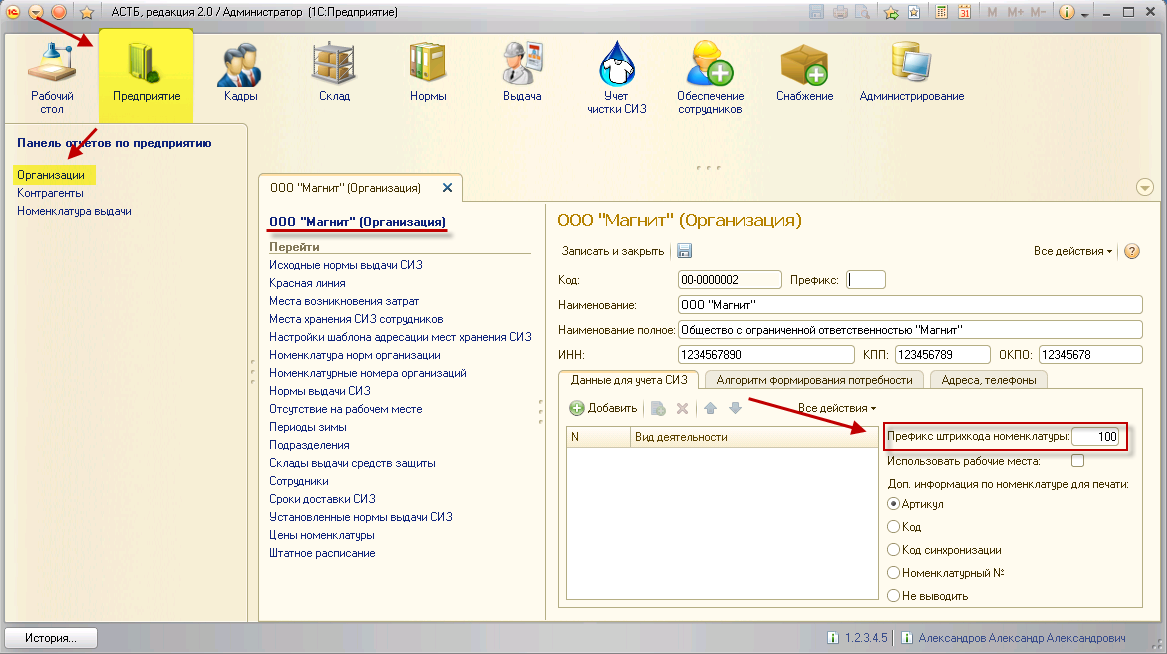 АСТБ, редакция 2.0 / Администратор (1С:Предприятие)
M M+ M-
31
Рабочий стол
Предприятие
Кадры
Склад
Нормы
Выдача
Учет чистки СИЗ
Обеспечение сотрудников
Снабжение
Администрирование
Панель отчетов по предприятию
Организации
Контрагенты
Номенклатура выдачи
ООО "Магнит" (Организация)
ООО "Магнит" (Организация)
Перейти
Исходные нормы выдачи СИЗ
Красная линия
Места возникновения затрат
Места хранения СИЗ сотрудников
Настройки шаблона адресации мест хранения СИЗ
Номенклатура норм организации
Номенклатурные номера организаций
Нормы выдачи СИЗ
Отсутствие на рабочем месте
Периоды зимы
Подразделения
Склады выдачи средств защиты
Сотрудники
Сроки доставки СИЗ
Установленные нормы выдачи СИЗ
Цены номенклатуры
Штатное расписание
ООО "Магнит" (Организация)
Записать и закрыть
Все действия
?
Код: 00-0000002 Префикс:
Наименование: ООО "Магнит"
Наименование полное: Общество с ограниченной ответственностью "Магнит"
ИНН: 1234567890 КПП: 123456789 ОКПО: 12345678
Данные для учета СИЗ
Алгоритм формирования потребности
Адреса, телефоны
Добавить
Все действия
N Вид деятельности
Префикс штрихкода номенклатуры: 100
Использовать рабочие места:
Доп. информация по номенклатуре для печати:
Артикул
Код
Код синхронизации
Номенклатурный №
Не выводить
История...
1.2.3.4.5
Александров Александр Александрович